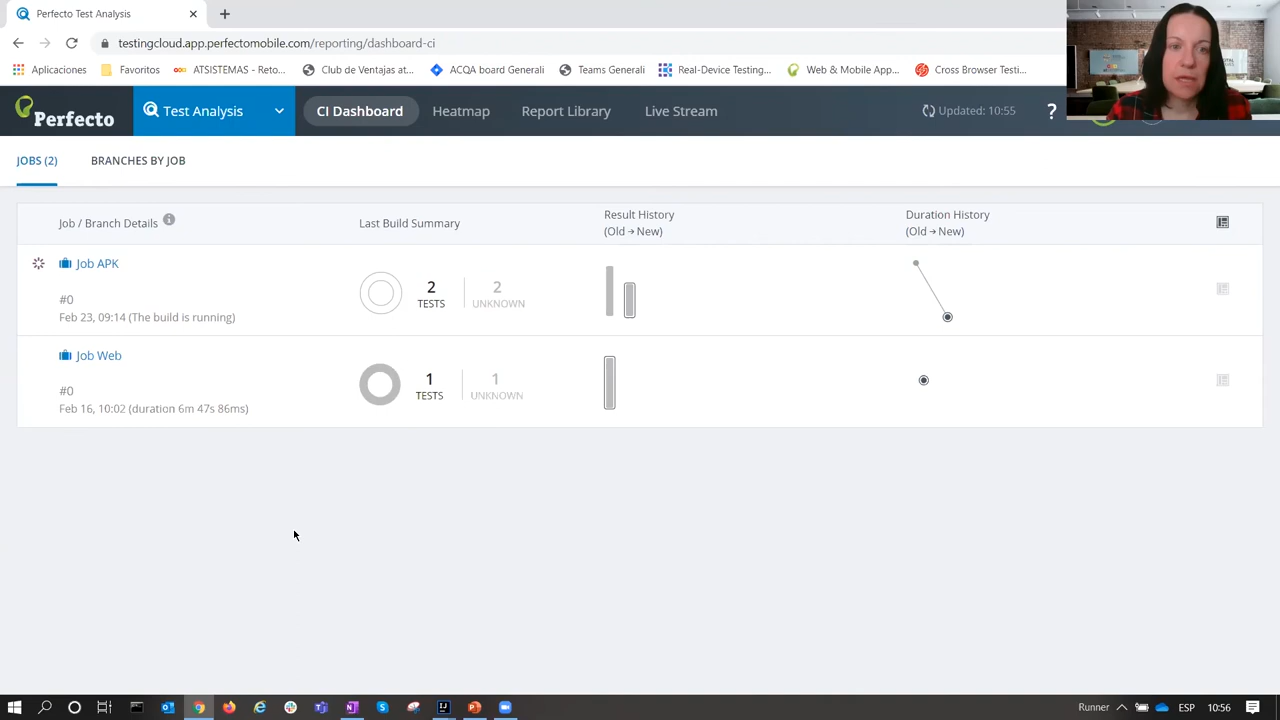 Perfecto Test Analysis
testingcloud.app.perfectomobile.com/reporting/dashboard-ci
Aplicaciones
Favoritos
ATSISTEMAS - Reto...
Club de Ventajas at...
ACQA board Generali
Teams Generali
Real-Device Testing...
Web & Mobile App...
Cross Browser Testi...
Perfecto
Test Analysis
CI Dashboard
Heatmap
Report Library
Live Stream
Updated: 10:55
?
JOBS (2)
BRANCHES BY JOB
Job / Branch Details
Last Build Summary
Result History
(Old → New)
Duration History
(Old → New)
Job APK
#0
Feb 23, 09:14 (The build is running)
2
TESTS
2
UNKNOWN
Job Web
#0
Feb 16, 10:02 (duration 6m 47s 86ms)
1
TESTS
1
UNKNOWN
Runner
ESP
10:56